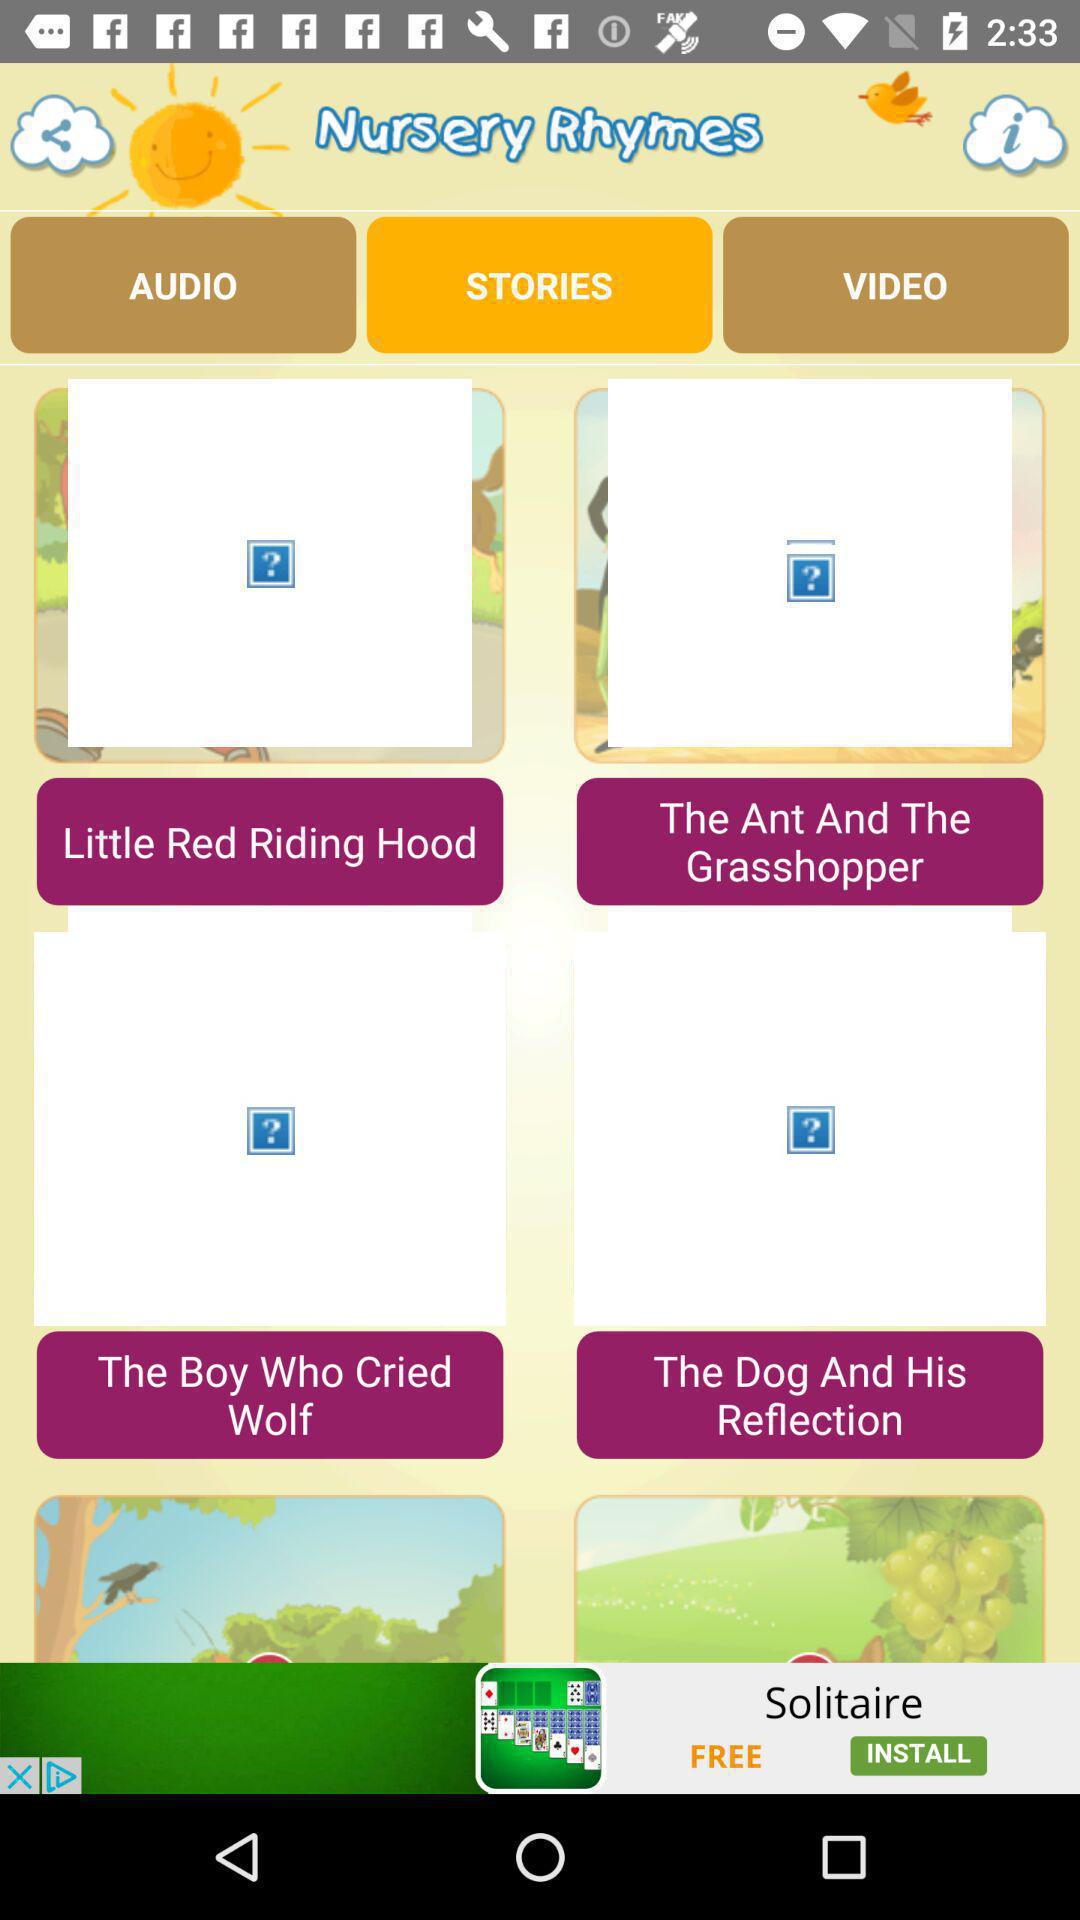 FAKE
2:33
Nursery Rhymes
i
AUDIO
STORIES
VIDEO
?
?
Little Red Riding Hood
The Ant And The
Grasshopper
?
?
The Boy Who Cried
Wolf
The Dog And His
Reflection
Solitaire
FREE
INSTALL